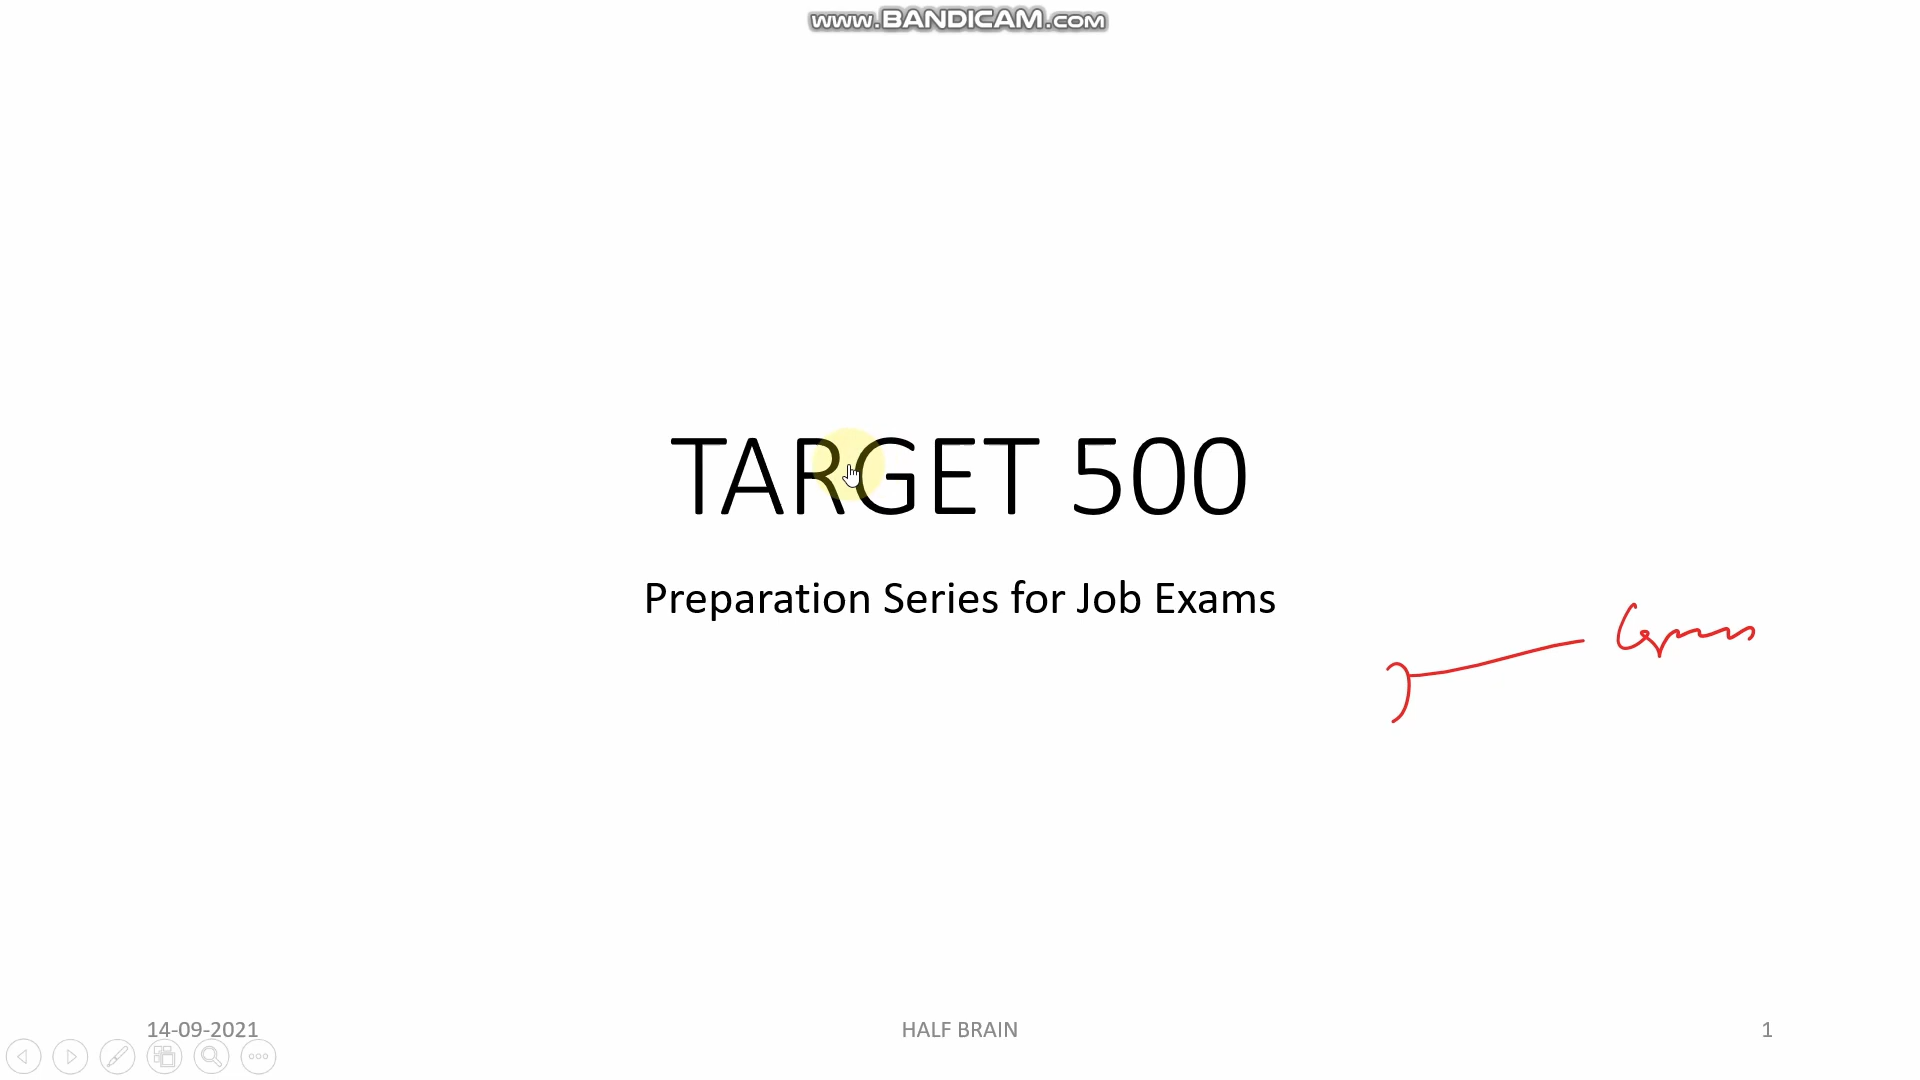 www.BANDICAM.com
TARGET 500
Preparation Series for Job Exams
14-09-2021
HALF BRAIN
1